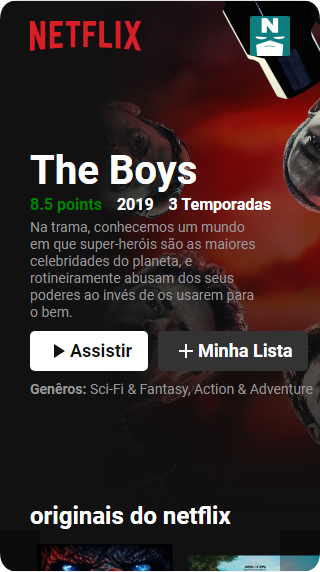 NETFLIX
N
The Boys
8.5 points 2019 3 Temporadas
Na trama, conhecemos um mundo
em que super-heróis são as maiores
celebridades do planeta, e
rotineiramente abusam dos seus
poderes ao invés de os usarem para
o bem.
Assistir
Minha Lista
Genêros: Sci-Fi & Fantasy, Action & Adventure
originais do netflix